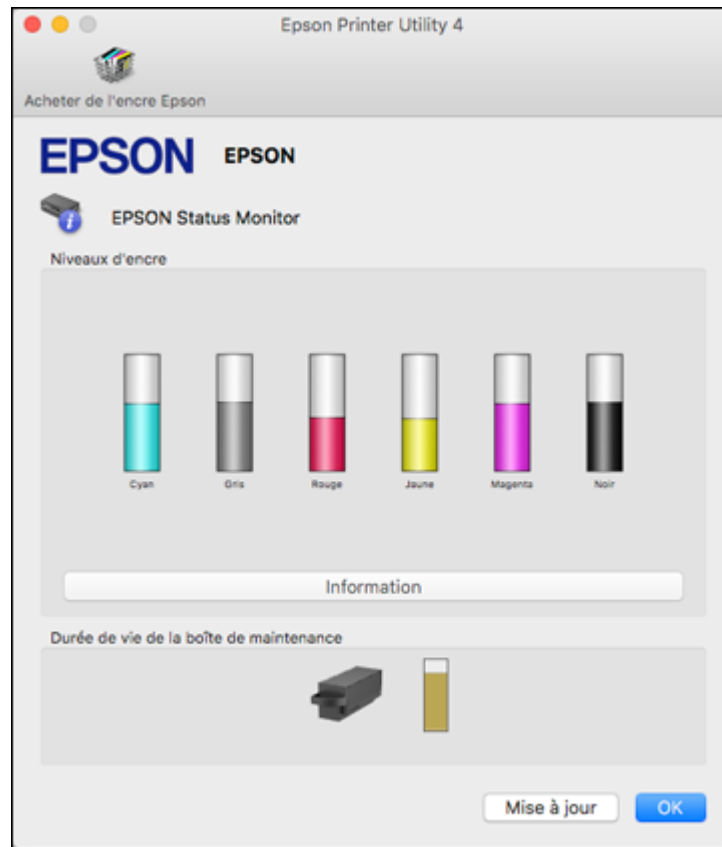 Epson Printer Utility 4
Acheter de l'encre Epson
EPSON EPSON
EPSON Status Monitor
Niveaux d'encre
Cyan Gris Rouge Jaune Magenta Noir
Information
Durée de vie de la boîte de maintenance
Mise à jour OK